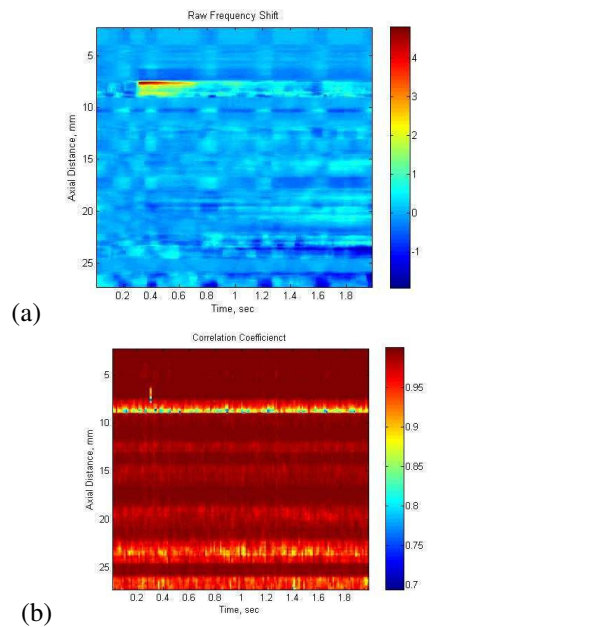 Raw Frequency Shift
5
10
15
20
25
Axial Distance, mm
0.2 0.4 0.6 0.8 1 1.2 1.4 1.6 1.8
Time, sec
4
3
2
1
0
-1
(a)
Correlation Coefficienct
5
10
15
20
25
Axial Distance, mm
0.2 0.4 0.6 0.8 1 1.2 1.4 1.6 1.8
Time, sec
0.95
0.9
0.85
0.8
0.75
0.7
(b)